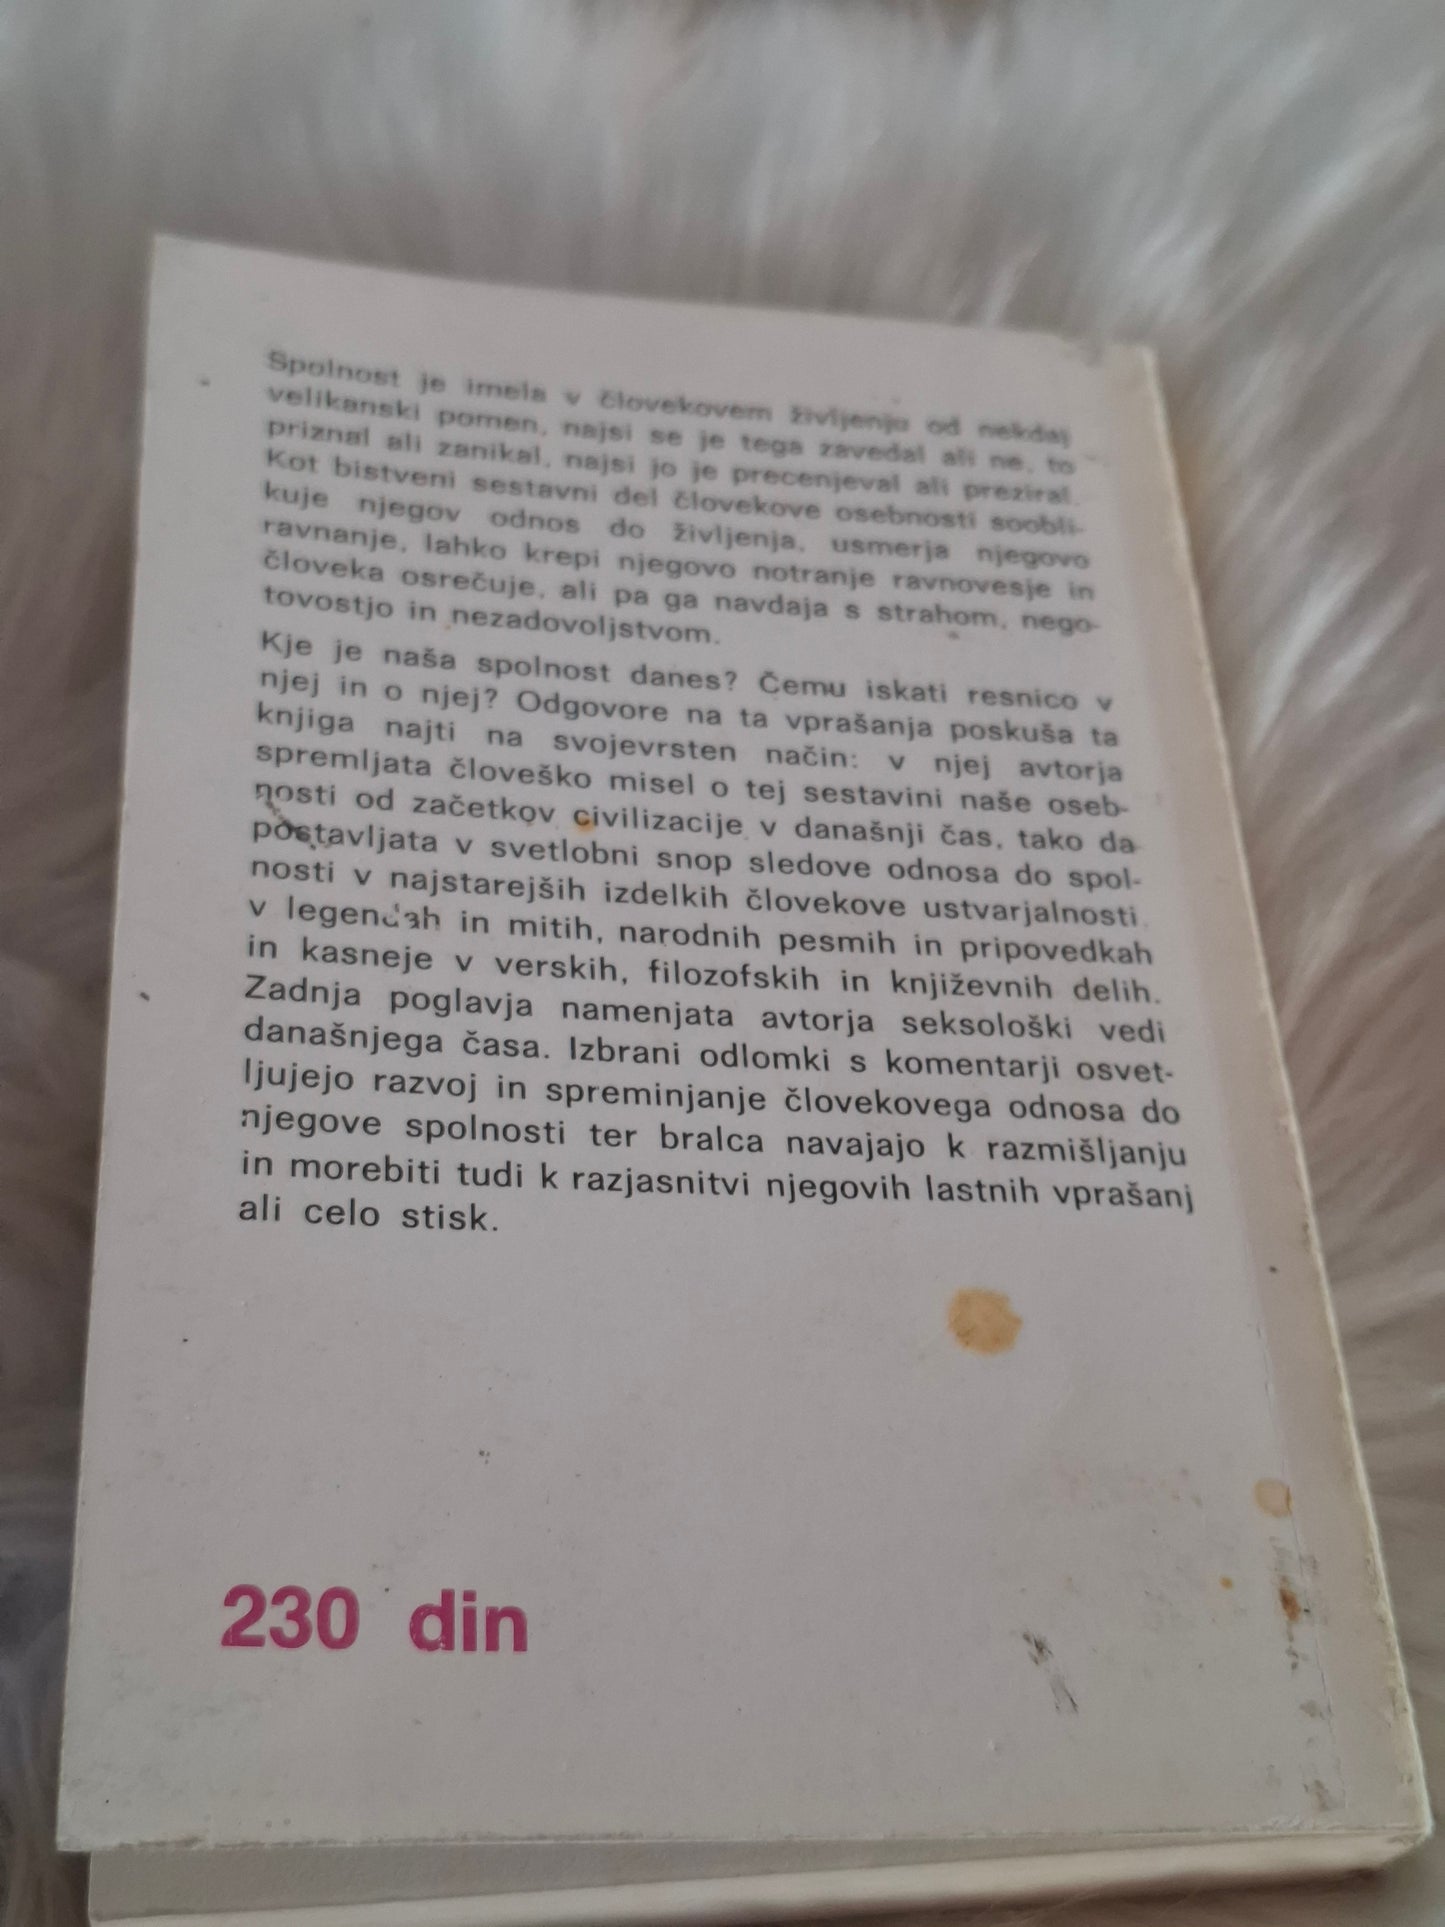 Spolnost je imela v človekovem življenju od nekdaj
velikanski pomen, najsi se je tega zavedal ali ne, to
priznal ali zanikal, najsi jo je precenjeval ali preziral.
Kot bistveni sestavni del človekove osebnosti soobli-
kuje njegov odnos do življenja, usmerja njegovo
ravnanje, lahko krepi njegovo notranje ravnovesje in
človeka osrečuje, ali pa ga navdaja s strahom, nego-
tovostjo in nezadovoljstvom.
Kje je naša spolnost danes? Čemu iskati resnico v
njej in o njej? Odgovore na ta vprašanja poskuša ta
knjiga najti na svojevrsten način: v njej avtorja
spremljata človeško misel o tej sestavini naše oseb-
nosti od začetkov civilizacije v današnji čas, tako da
postavljata v svetlobni snop sledove odnosa do spol-
nosti v najstarejših izdelkih človekove ustvarjalnosti,
v legendah in mitih, narodnih pesmih in pripovedkah
in kasneje v verskih, filozofskih in književnih delih.
Zadnja poglavja namenjata avtorja seksološki vedi
današnjega časa. Izbrani odlomki s komentarji osvet-
ljujejo razvoj in spreminjanje človekovega odnosa do
njegove spolnosti ter bralca navajajo k razmišljanju
in morebiti tudi k razjasnitvi njegovih lastnih vprašanj
ali celo stisk.
230 din